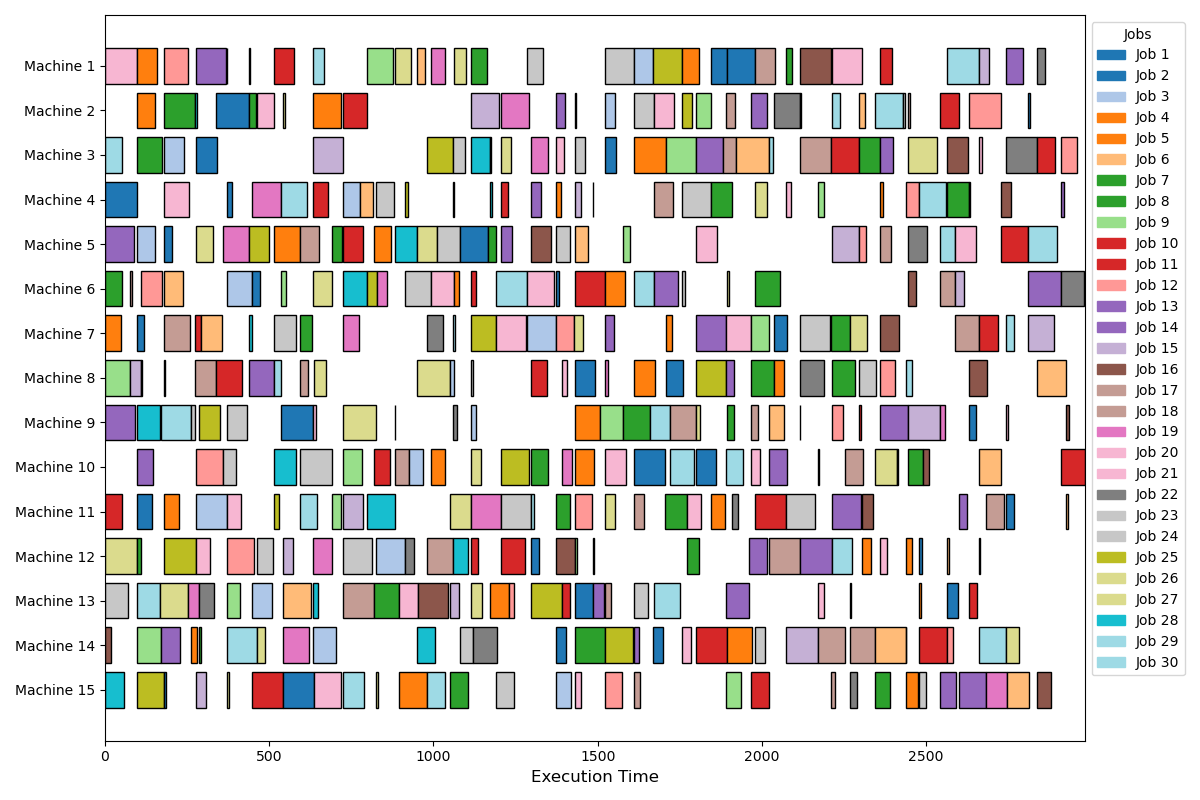 Machine 1
Machine 2
Machine 3
Machine 4
Machine 5
Machine 6
Machine 7
Machine 8
Machine 9
Machine 10
Machine 11
Machine 12
Machine 13
Machine 14
Machine 15
0 500 1000 1500 2000 2500
Execution Time
Jobs
Job 1
Job 2
Job 3
Job 4
Job 5
Job 6
Job 7
Job 8
Job 9
Job 10
Job 11
Job 12
Job 13
Job 14
Job 15
Job 16
Job 17
Job 18
Job 19
Job 20
Job 21
Job 22
Job 23
Job 24
Job 25
Job 26
Job 27
Job 28
Job 29
Job 30